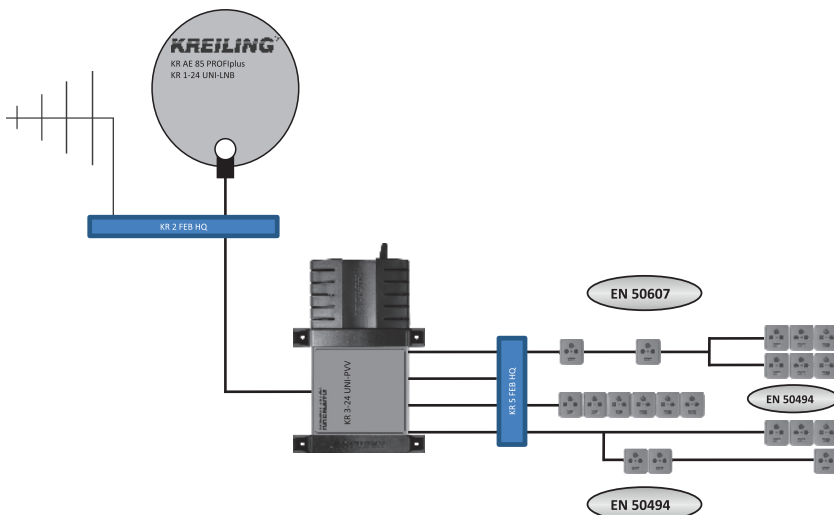 KREILING
KR AE 85 PROFIplus
KR 1-24 UNI-LNB
KR 2 FEB HQ
EN 50607
KR 3-24 UNI-PVV
KR 5 FEB HQ
EN 50494
EN 50494